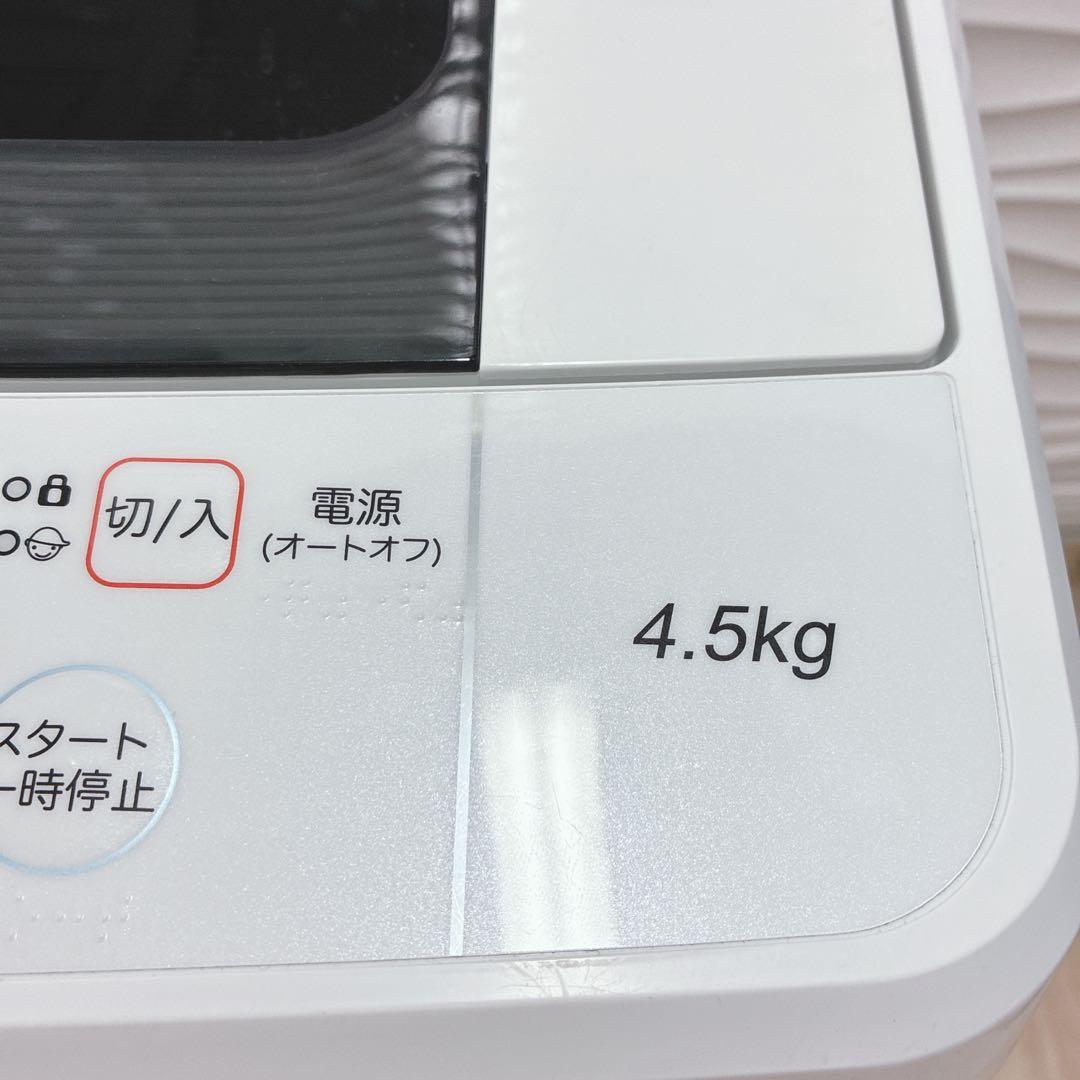 切/入
電源
(オートオフ)
4.5kg
スタート
一時停止